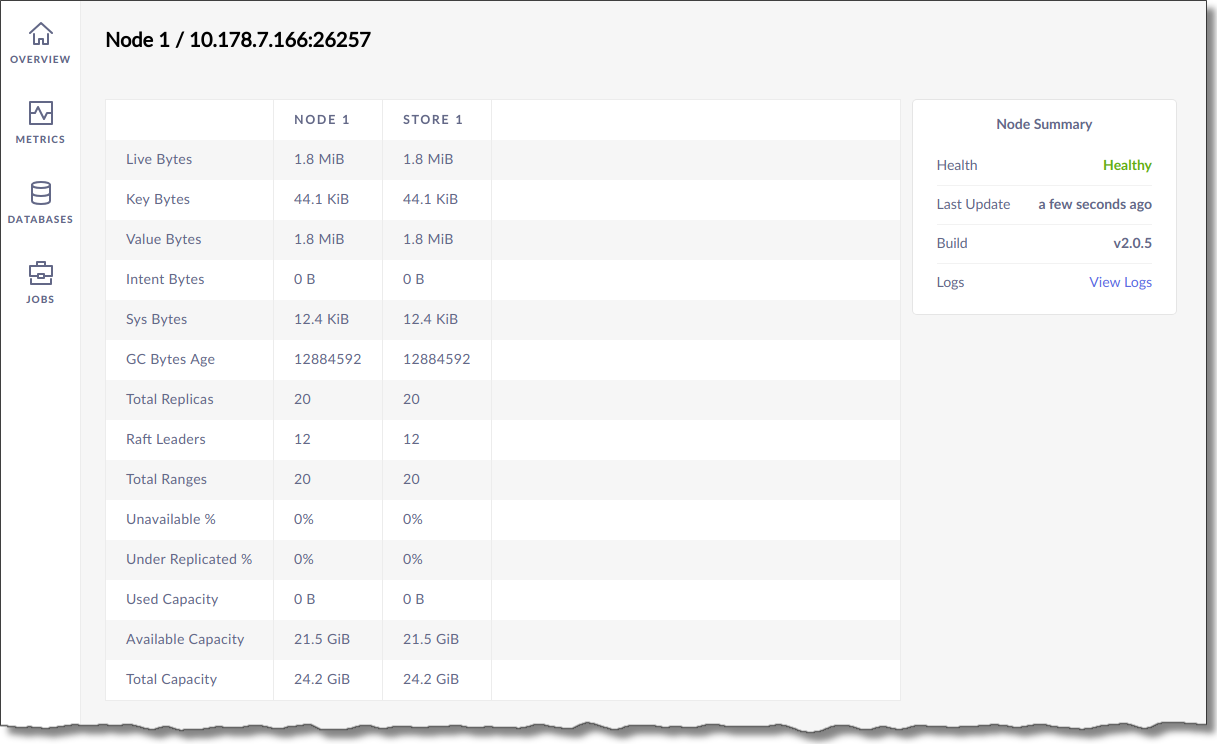 Node 1 / 10.178.7.166:26257
OVERVIEW
METRICS
DATABASES
JOBS
NODE 1 STORE 1
Live Bytes 1.8 MiB 1.8 MiB
Key Bytes 44.1 KiB 44.1 KiB
Value Bytes 1.8 MiB 1.8 MiB
Intent Bytes 0 B 0 B
Sys Bytes 12.4 KiB 12.4 KiB
GC Bytes Age 12884592 12884592
Total Replicas 20 20
Raft Leaders 12 12
Total Ranges 20 20
Unavailable % 0% 0%
Under Replicated % 0% 0%
Used Capacity 0 B 0 B
Available Capacity 21.5 GiB 21.5 GiB
Total Capacity 24.2 GiB 24.2 GiB
Node Summary
Health Healthy
Last Update a few seconds ago
Build v2.0.5
Logs View Logs